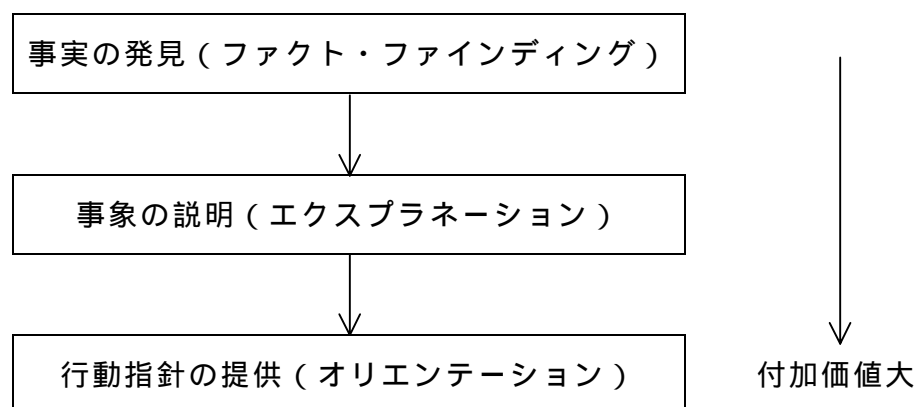 事実の発見(ファクト・ファインディング)
事象の説明(エクスプラネーション)
行動指針の提供(オリエンテーション)
付加価値大